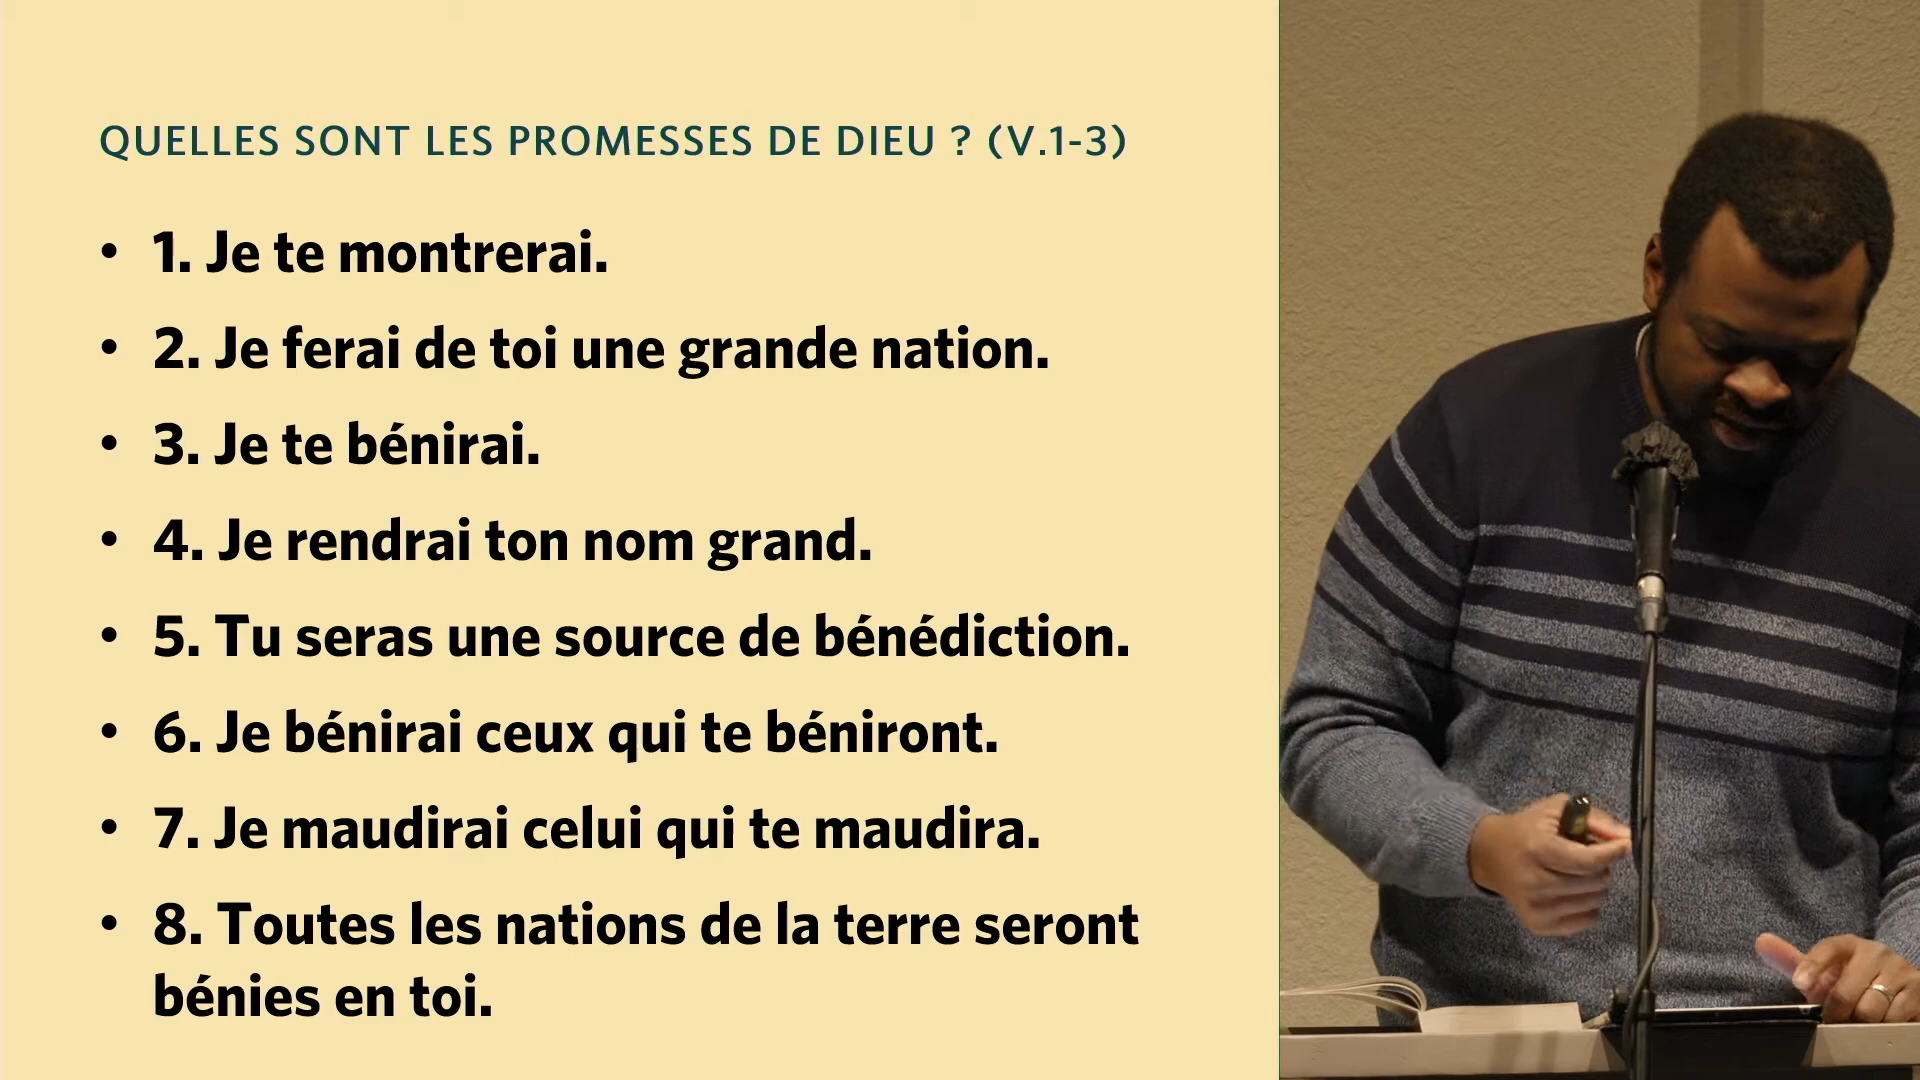 QUELLES SONT LES PROMESSES DE DIEU ? (V.1-3)
• 1. Je te montrerai.
• 2. Je ferai de toi une grande nation.
• 3. Je te bénirai.
• 4. Je rendrai ton nom grand.
• 5. Tu seras une source de bénédiction.
• 6. Je bénirai ceux qui te béniront.
• 7. Je maudirai celui qui te maudira.
• 8. Toutes les nations de la terre seront
bénies en toi.